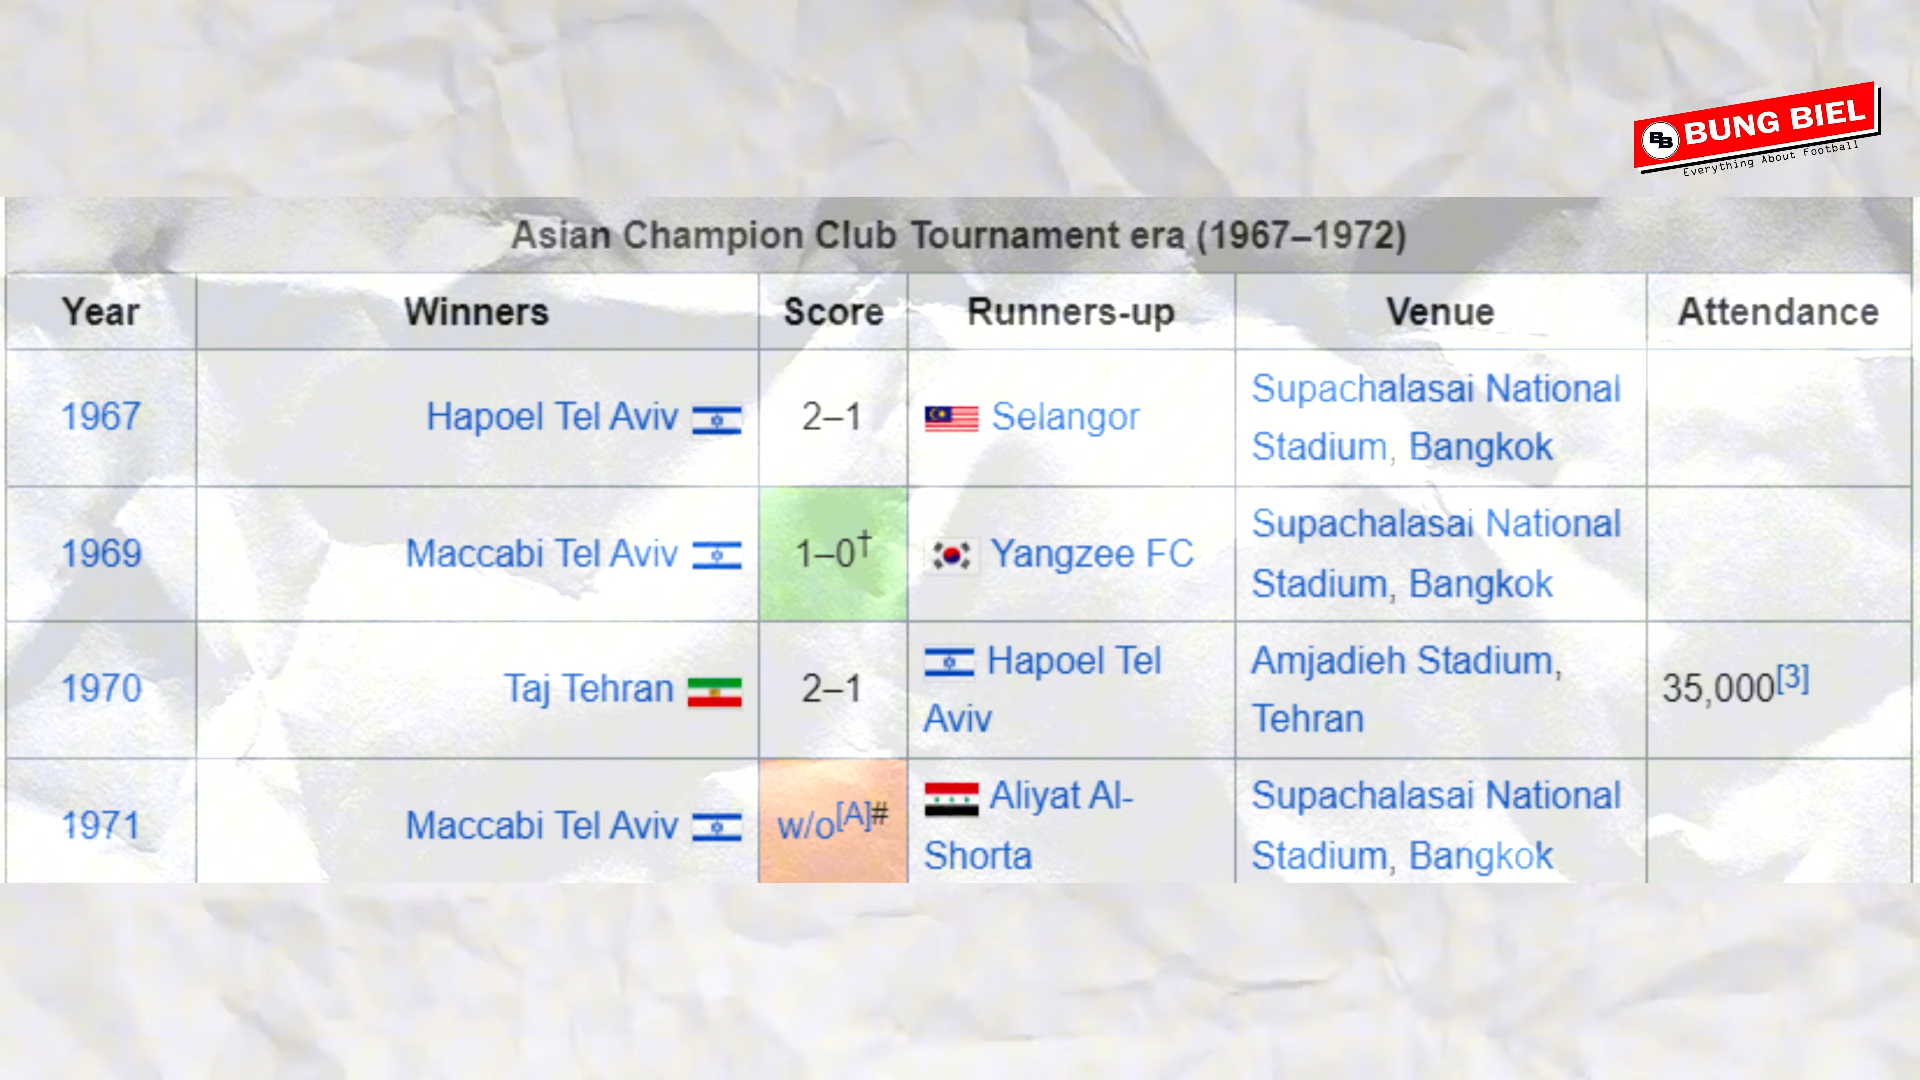 BB BUNG BIEL
Everything About Football
Asian Champion Club Tournament era (1967–1972)
Year Winners Score Runners-up Venue Attendance
1967 Hapoel Tel Aviv 2–1 Selangor Supachalasai National
Stadium, Bangkok
1969 Maccabi Tel Aviv 1–0† Yangzee FC Supachalasai National
Stadium, Bangkok
1970 Taj Tehran 2–1 Hapoel Tel Amjadieh Stadium, 35,000[3]
Aviv Tehran
1971 Maccabi Tel Aviv w/o[A]# Aliyat Al- Supachalasai National
Shorta Stadium, Bangkok